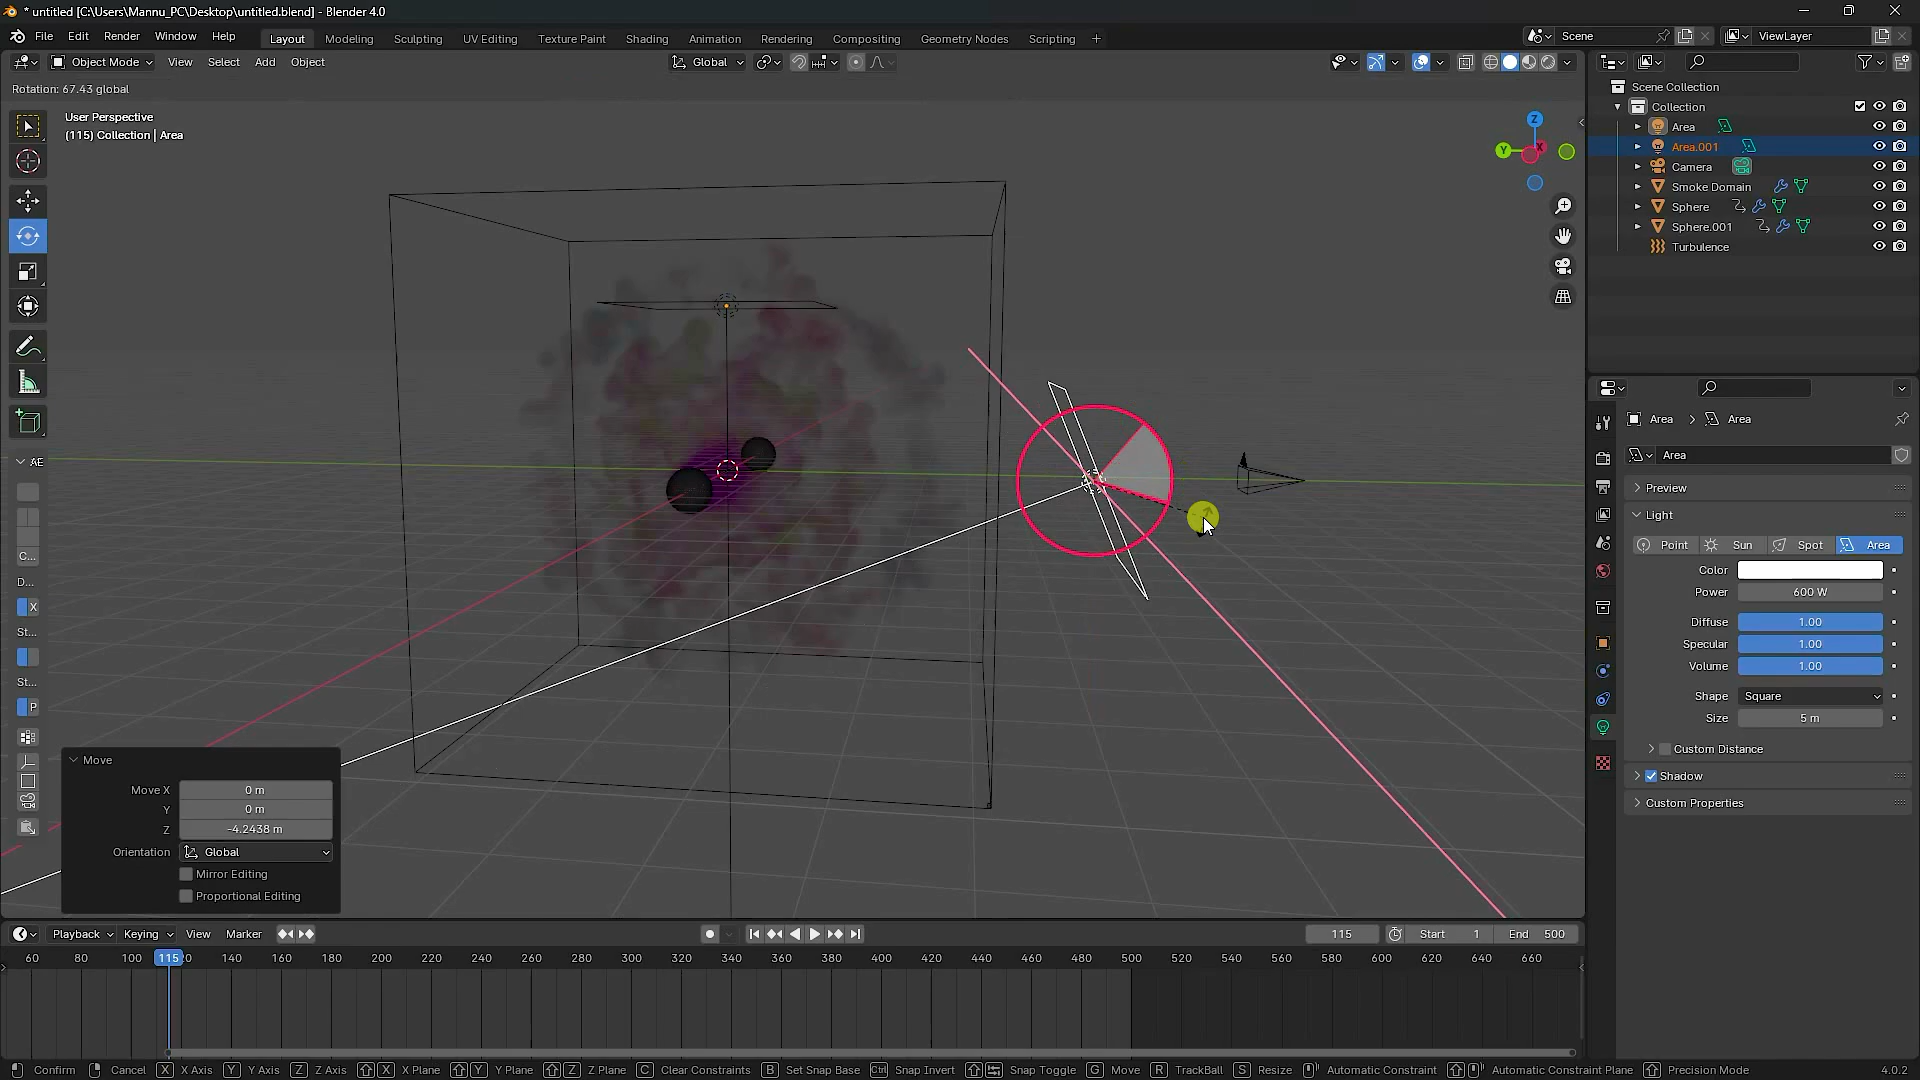 * untitled [C:\Users\Mannu_PC\Desktop\untitled.blend] - Blender 4.0
File Edit Render Window Help Layout Modeling Sculpting UV Editing Texture Paint Shading Animation Rendering Compositing Geometry Nodes Scripting + Scene ViewLayer
Object Mode View Select Add Object Global
Rotation: 67.43 global
User Perspective
(115) Collection | Area
Z
Y X
AE
C...
D...
X
St...
St...
P
Move
Move X 0 m
Y 0 m
Z -4.2438 m
Orientation Global
Mirror Editing
Proportional Editing
Scene Collection
Collection
Area
Area.001
Camera
Smoke Domain
Sphere
Sphere.001
Turbulence
Area Area
Area
Preview
Light
Point Sun Spot Area
Color
Power 600 W
Diffuse 1.00
Specular 1.00
Volume 1.00
Shape Square
Size 5 m
Custom Distance
Shadow
Custom Properties
Playback Keying View Marker 115 Start 1 End 500
60 80 100 115 140 160 180 200 220 240 260 280 300 320 340 360 380 400 420 440 460 480 500 520 540 560 580 600 620 640 660
Confirm Cancel X X Axis Y Y Axis Z Z Axis X X Plane Y Y Plane Z Z Plane C Clear Constraints B Set Snap Base Ctrl Snap Invert Snap Toggle G Move R TrackBall S Resize Automatic Constraint Automatic Constraint Plane Precision Mode 4.0.2